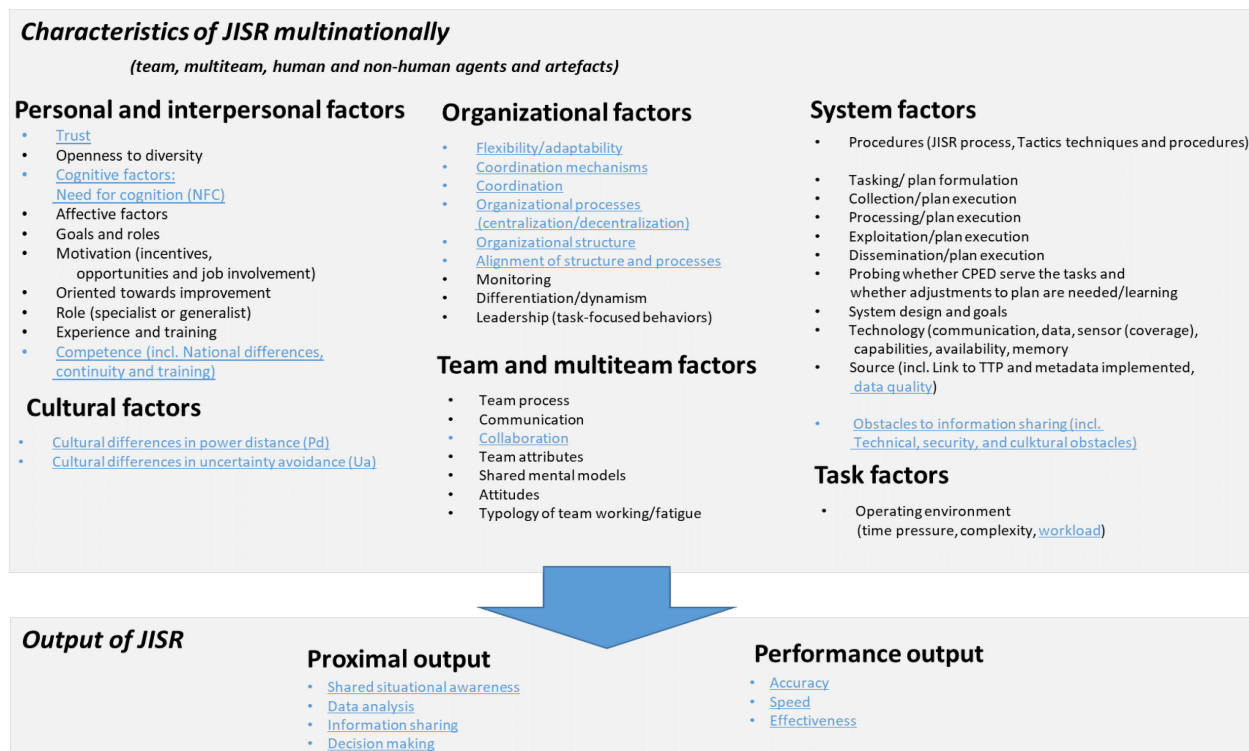 Characteristics of JISR multinationally
(team, multiteam, human and non-human agents and artefacts)
Personal and interpersonal factors
• Trust
• Openness to diversity
• Cognitive factors:
Need for cognition (NFC)
• Affective factors
• Goals and roles
• Motivation (incentives,
opportunities and job involvement)
• Oriented towards improvement
• Role (specialist or generalist)
• Experience and training
• Competence (incl. National differences,
continuity and training)
Cultural factors
• Cultural differences in power distance (Pd)
• Cultural differences in uncertainty avoidance (Ua)
Organizational factors
• Flexibility/adaptability
• Coordination mechanisms
• Coordination
• Organizational processes
(centralization/decentralization)
• Organizational structure
• Alignment of structure and processes
• Monitoring
• Differentiation/dynamism
• Leadership (task-focused behaviors)
Team and multiteam factors
• Team process
• Communication
• Collaboration
• Team attributes
• Shared mental models
• Attitudes
• Typology of team working/fatigue
System factors
• Procedures (JISR process, Tactics techniques and procedures)
• Tasking/ plan formulation
• Collection/plan execution
• Processing/plan execution
• Exploitation/plan execution
• Dissemination/plan execution
• Probing whether CPED serve the tasks and
whether adjustments to plan are needed/learning
• System design and goals
• Technology (communication, data, sensor (coverage),
capabilities, availability, memory
• Source (incl. Link to TTP and metadata implemented,
data quality)
• Obstacles to information sharing (incl.
Technical, security, and culktural obstacles)
Task factors
• Operating environment
(time pressure, complexity, workload)
Output of JISR
Proximal output
• Shared situational awareness
• Data analysis
• Information sharing
• Decision making
Performance output
• Accuracy
• Speed
• Effectiveness